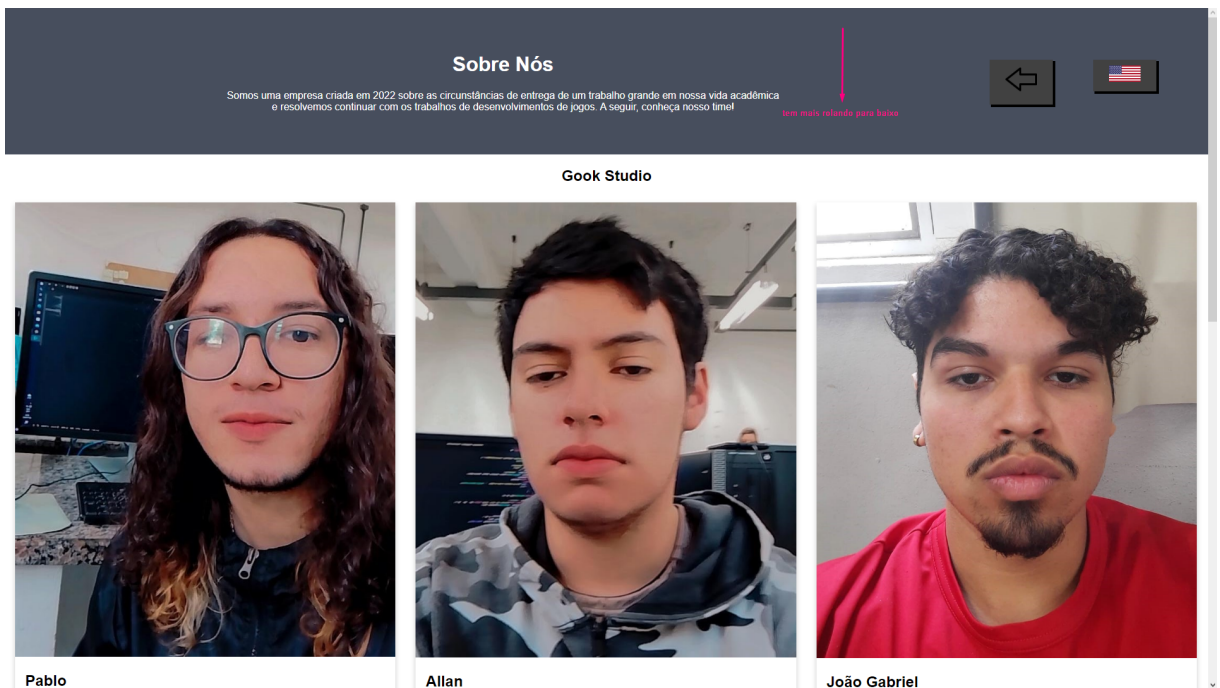 Sobre Nós
Somos uma empresa criada em 2022 sobre as circunstâncias de entrega de um trabalho grande em nossa vida acadêmica
e resolvemos continuar com os trabalhos de desenvolvimentos de jogos. A seguir, conheça nosso time!
tem mais rolando para baixo
Gook Studio
Pablo
Allan
João Gabriel